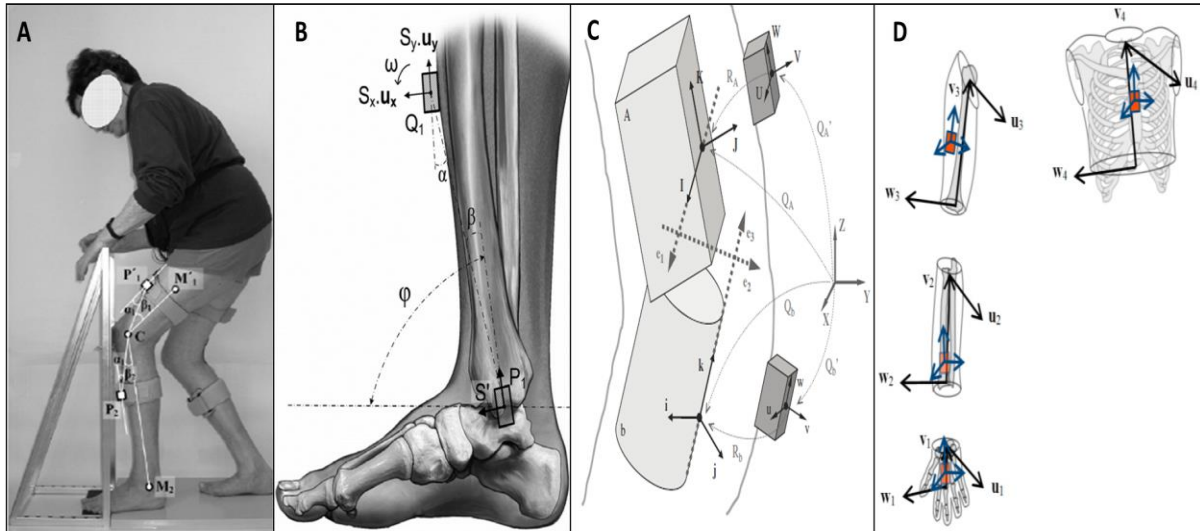 A
P´1
M´1
α1
β1
C
α1
β2
P2
M2
B
Sy.uy
ω
Sx.ux
Q1
α
β
φ
S'
P1
C
W
V
U
K
RA
A
J
I
QA
QA'
Z
Y
X
e1
e3
e2
Qb
Qb'
k
w
i
u
v
j
Rb
b
D
v4
u4
w4
v3
u3
w3
v2
u2
w2
v1
w1
u1